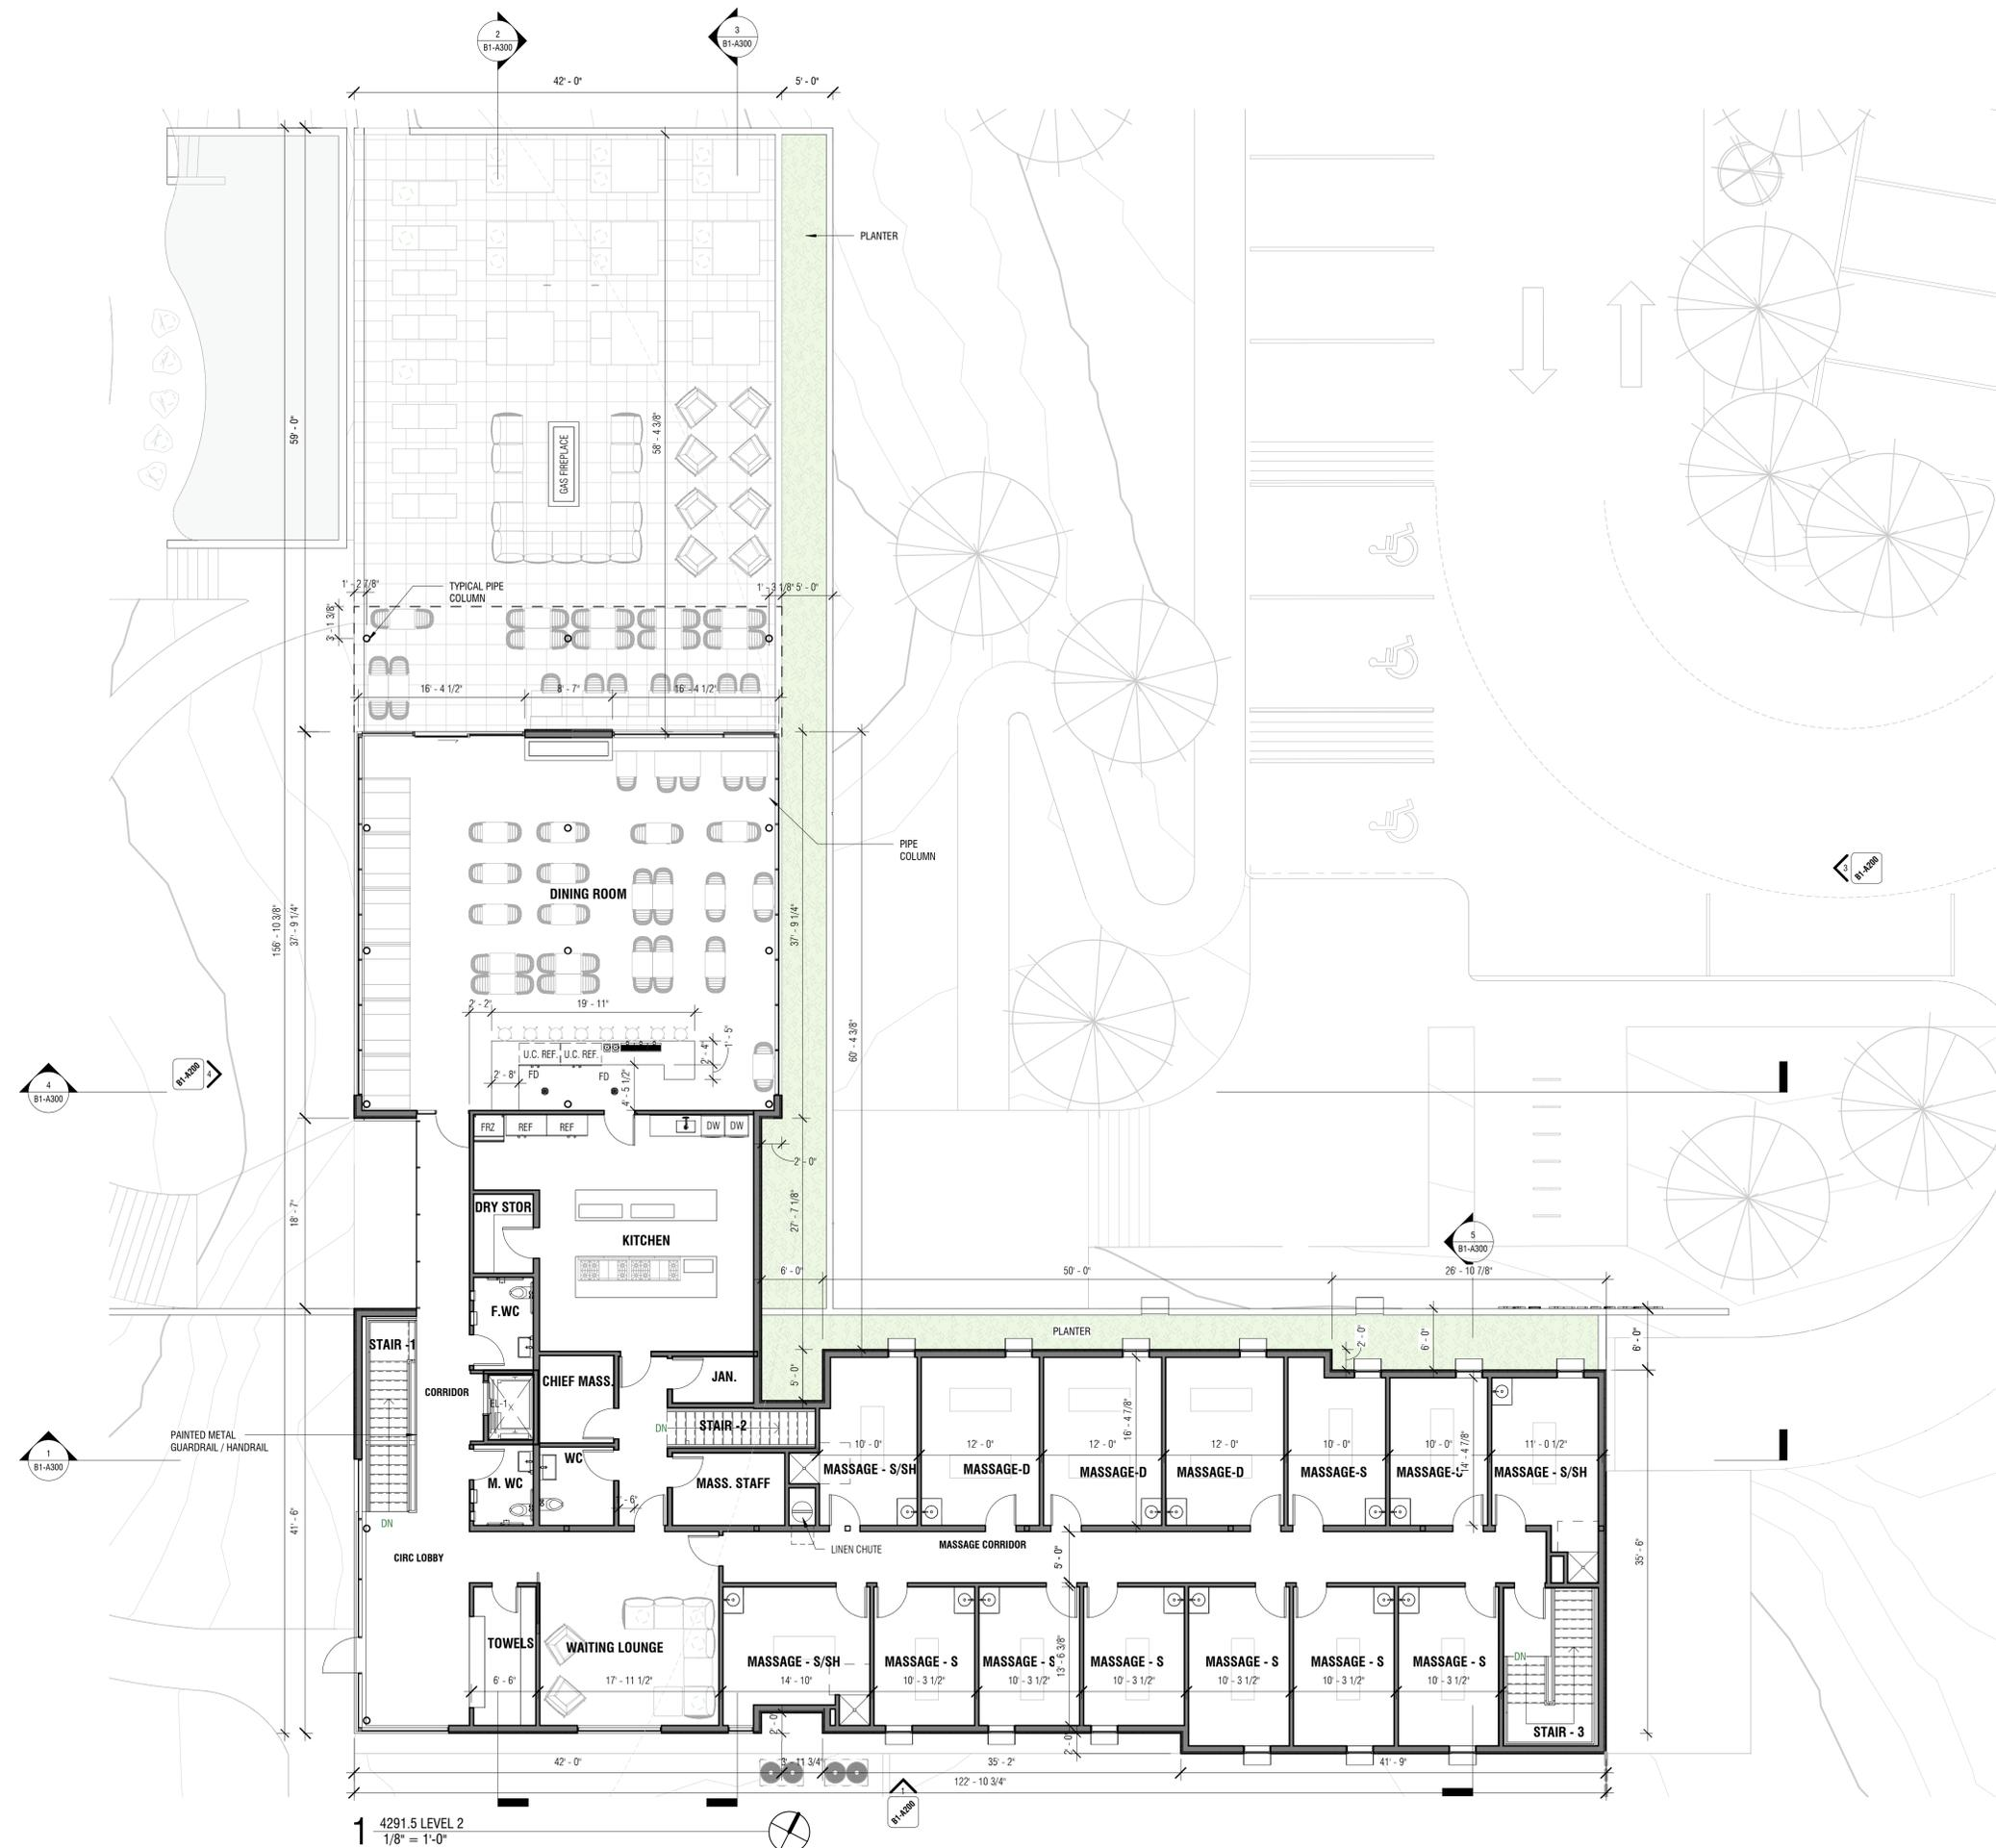 2
B1-A300
3
B1-A300
42' - 0"
5' - 0"
PLANTER
59' - 0"
58' - 4 3/8"
GAS FIREPLACE
1' - 2 7/8"
TYPICAL PIPE
COLUMN
1' - 3 1/8"
5' - 0"
3' - 1 3/8"
16' - 4 1/2"
8' - 7"
16' - 4 1/2"
PIPE
COLUMN
3
B1-A200
DINING ROOM
156' - 10 3/8"
37' - 9 1/4"
37' - 9 1/4"
2' - 2"
19' - 11"
60' - 4 3/8"
U.C. REF.
U.C. REF.
2' - 4"
1' - 5"
2' - 8"
FD
FD
4' - 5 1/2"
B1-A200
4
4
B1-A300
FRZ
REF
REF
DW
DW
2' - 0"
DRY STOR
18' - 7"
27' - 7 1/8"
KITCHEN
5
B1-A300
6' - 0"
50' - 0"
26' - 10 7/8"
F.WC
STAIR -1
PLANTER
2' - 0"
6' - 0"
6' - 0"
CORRIDOR
CHIEF MASS.
JAN.
5' - 0"
EL-1
STAIR -2
DN
PAINTED METAL
GUARDRAIL / HANDRAIL
1
B1-A300
16' - 4 7/8"
10' - 0"
12' - 0"
12' - 0"
12' - 0"
10' - 0"
10' - 0"
14' - 4 7/8"
11' - 0 1/2"
WC
MASSAGE - S/SH
MASSAGE-D
MASSAGE-D
MASSAGE-D
MASSAGE-S
MASSAGE - S/SH
M. WC
MASS. STAFF
DN
41' - 6"
CIRC LOBBY
LINEN CHUTE
MASSAGE CORRIDOR
5' - 0"
35' - 6"
TOWELS
WAITING LOUNGE
13' - 6 3/8"
MASSAGE - S/SH
MASSAGE - S
MASSAGE - S
MASSAGE - S
MASSAGE - S
MASSAGE - S
MASSAGE - S
DN
6' - 6"
17' - 11 1/2"
14' - 10"
10' - 3 1/2"
10' - 3 1/2"
10' - 3 1/2"
10' - 3 1/2"
10' - 3 1/2"
10' - 3 1/2"
STAIR - 3
2' - 0"
2' - 0"
42' - 0"
35' - 2"
41' - 9"
122' - 10 3/4"
1
B1-A200
1
4291.5 LEVEL 2
1/8" = 1'-0"